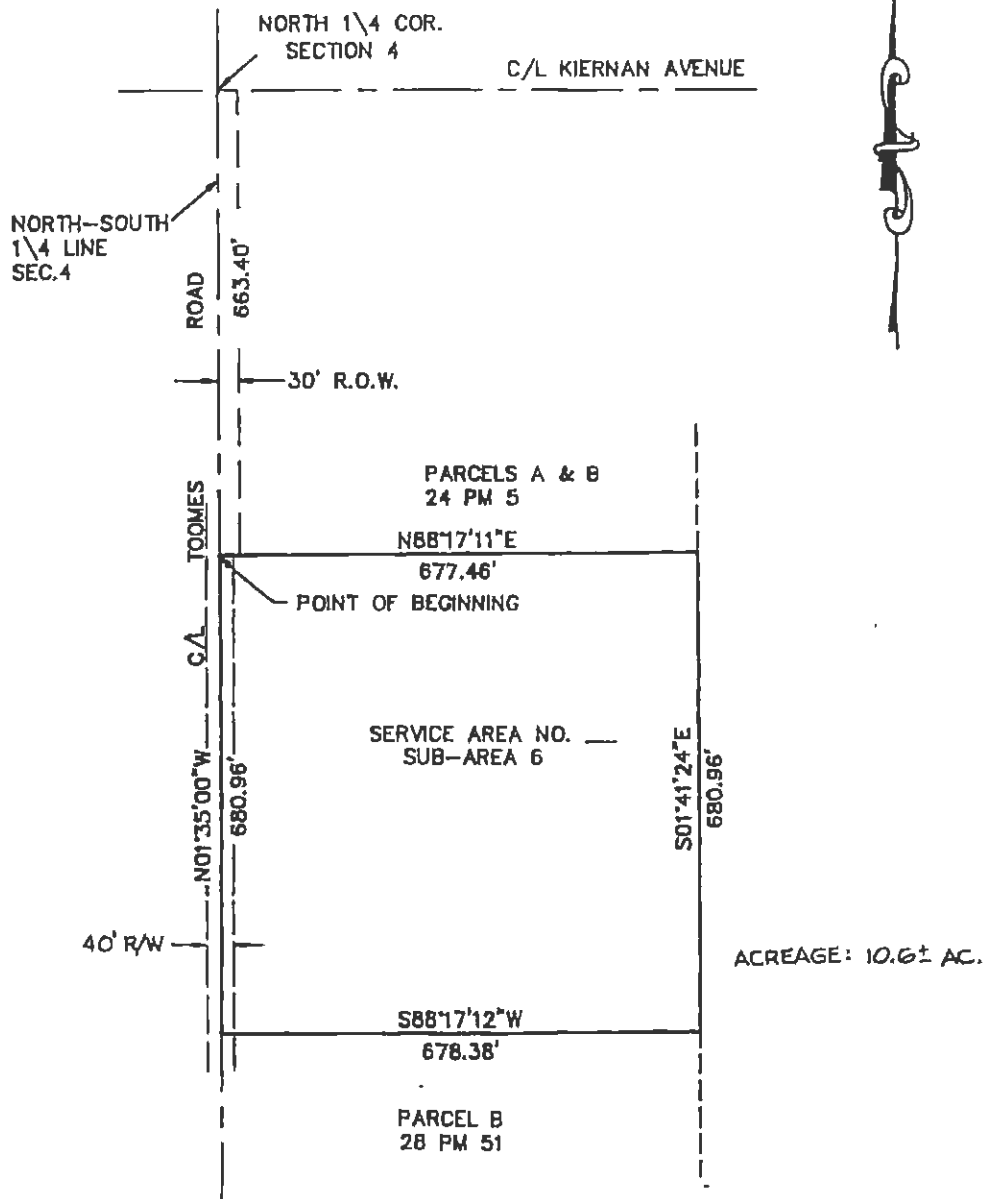 NORTH 1\4 COR.
SECTION 4
C/L KIERNAN AVENUE
NORTH-SOUTH
1\4 LINE
SEC.4
ROAD
663.40'
30' R.O.W.
PARCELS A & B
24 PM 5
TOOMES
N88°17'11"E
677.46'
POINT OF BEGINNING
C/L
SERVICE AREA NO. __
SUB-AREA 6
N01°35'00"W
680.96'
S01°41'24"E
680.96'
40' R/W
ACREAGE: 10.6± AC.
S88°17'12"W
678.38'
PARCEL B
28 PM 51